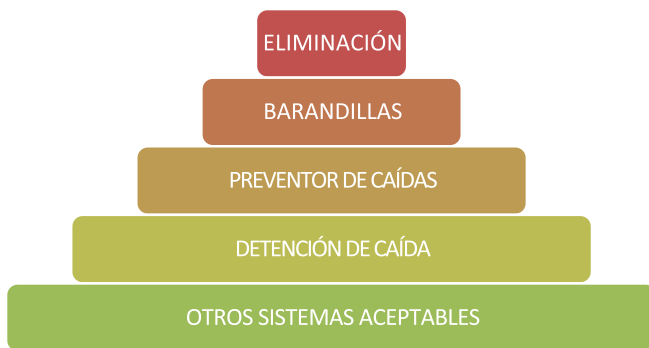 ELIMINACIÓN
BARANDILLAS
PREVENTOR DE CAÍDAS
DETENCIÓN DE CAÍDA
OTROS SISTEMAS ACEPTABLES